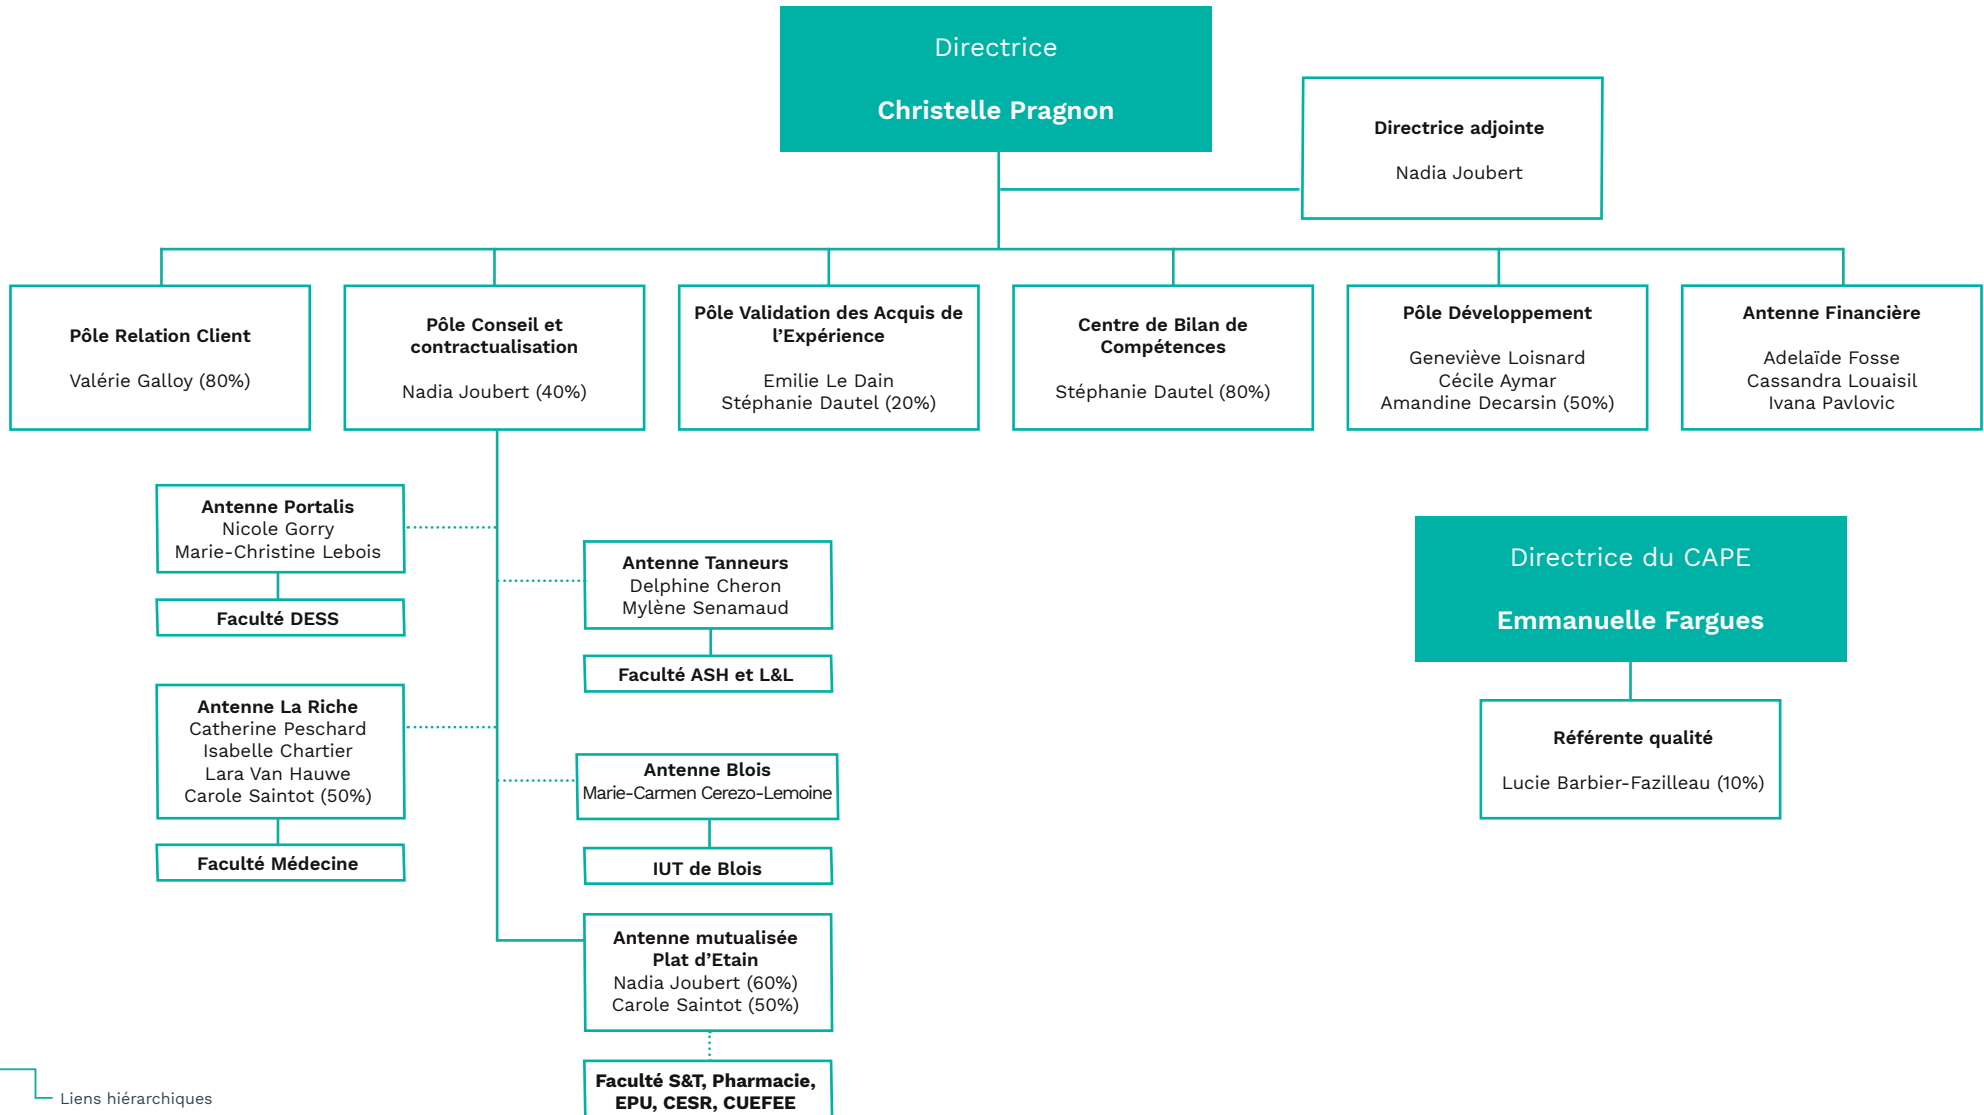 Directrice
Christelle Pragnon
Directrice adjointe
Nadia Joubert
Pôle Relation Client
Valérie Galloy (80%)
Pôle Conseil et
contractualisation
Nadia Joubert (40%)
Pôle Validation des Acquis de
l’Expérience
Emilie Le Dain
Stéphanie Dautel (20%)
Centre de Bilan de
Compétences
Stéphanie Dautel (80%)
Pôle Développement
Geneviève Loisnard
Cécile Aymar
Amandine Decarsin (50%)
Antenne Financière
Adelaïde Fosse
Cassandra Louaisil
Ivana Pavlovic
Antenne Portalis
Nicole Gorry
Marie-Christine Lebois
Faculté DESS
Antenne Tanneurs
Delphine Cheron
Mylène Senamaud
Faculté ASH et L&L
Antenne La Riche
Catherine Peschard
Isabelle Chartier
Lara Van Hauwe
Carole Saintot (50%)
Faculté Médecine
Antenne Blois
Marie-Carmen Cerezo-Lemoine
IUT de Blois
Antenne mutualisée
Plat d’Etain
Nadia Joubert (60%)
Carole Saintot (50%)
Faculté S&T, Pharmacie,
EPU, CESR, CUEFEE
Directrice du CAPE
Emmanuelle Fargues
Référente qualité
Lucie Barbier-Fazilleau (10%)
Liens hiérarchiques